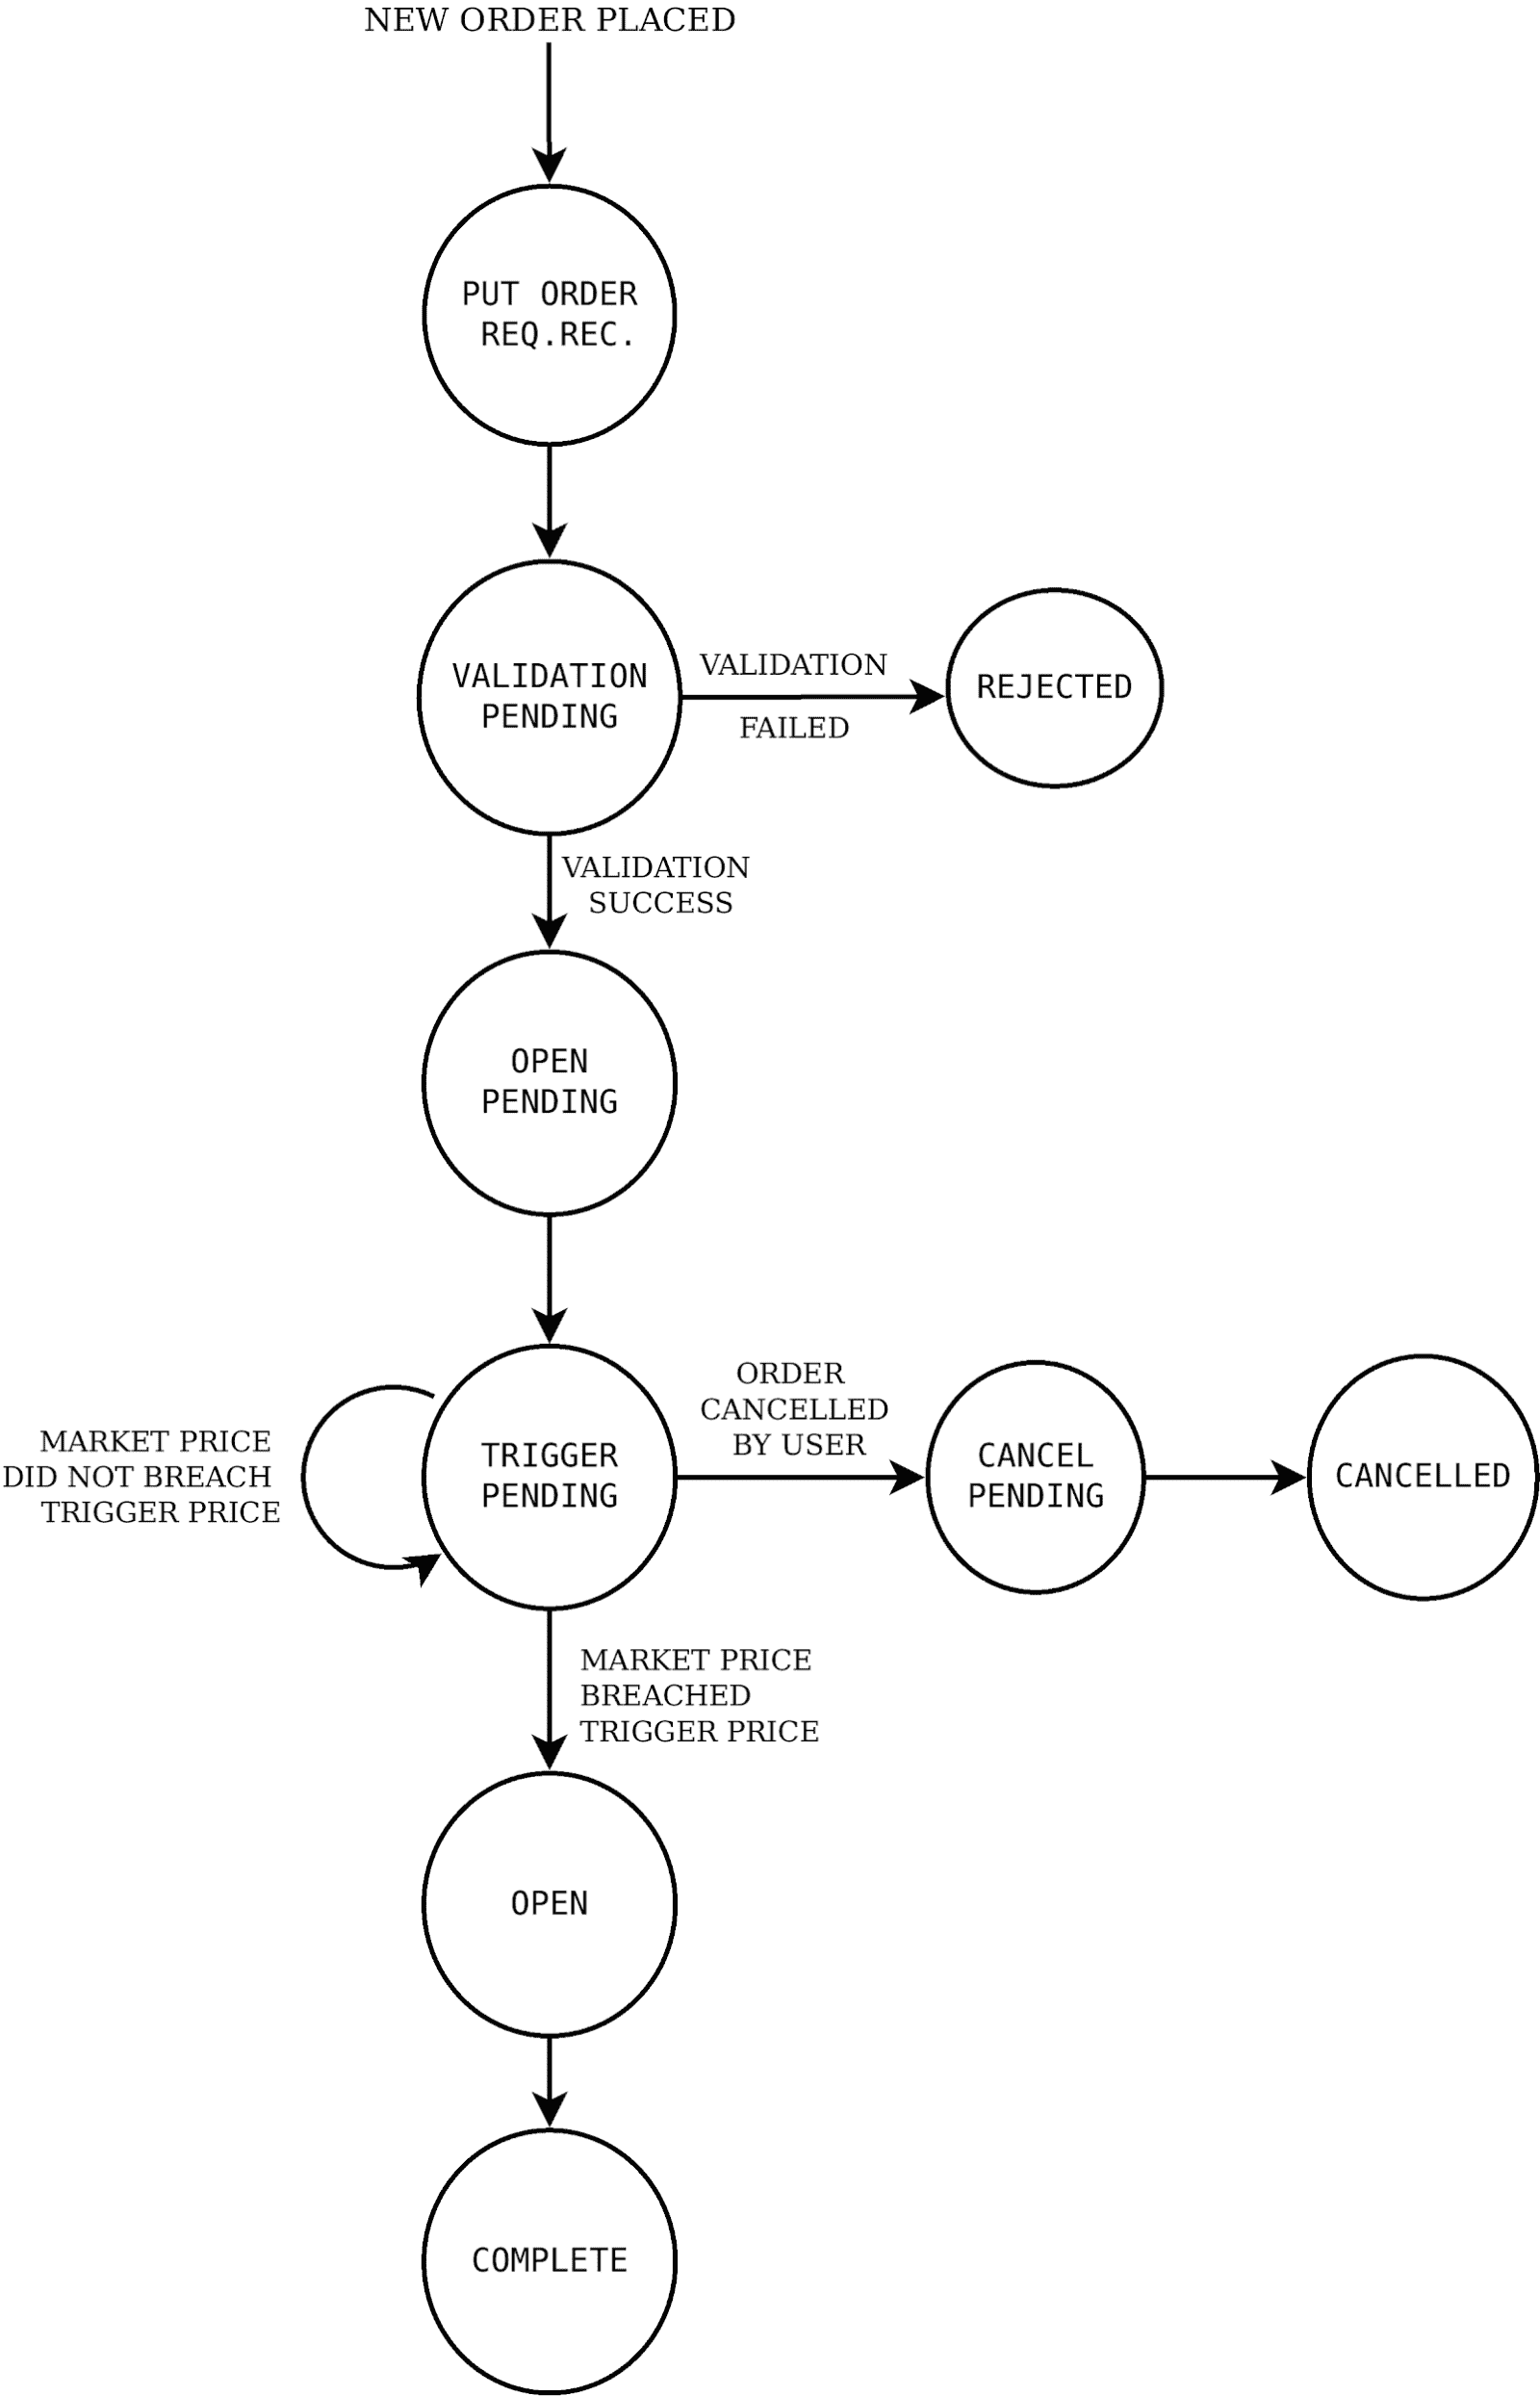 NEW ORDER PLACED
PUT ORDER
REQ.REC.
VALIDATION
PENDING
VALIDATION
FAILED
REJECTED
VALIDATION
SUCCESS
OPEN
PENDING
MARKET PRICE
DID NOT BREACH
TRIGGER PRICE
TRIGGER
PENDING
ORDER
CANCELLED
BY USER
CANCEL
PENDING
CANCELLED
MARKET PRICE
BREACHED
TRIGGER PRICE
OPEN
COMPLETE